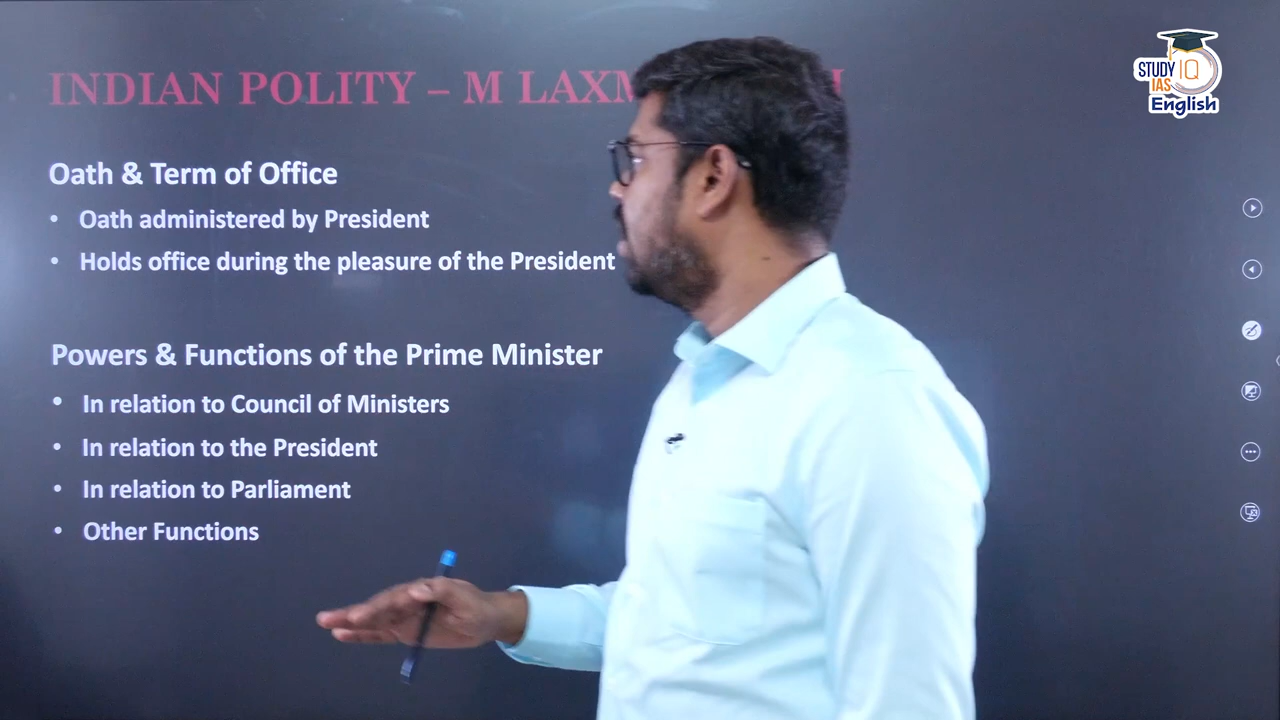 INDIAN POLITY – M LAXM
STUDY IQ
IAS
English
Oath & Term of Office
• Oath administered by President
• Holds office during the pleasure of the President
Powers & Functions of the Prime Minister
• In relation to Council of Ministers
• In relation to the President
• In relation to Parliament
• Other Functions